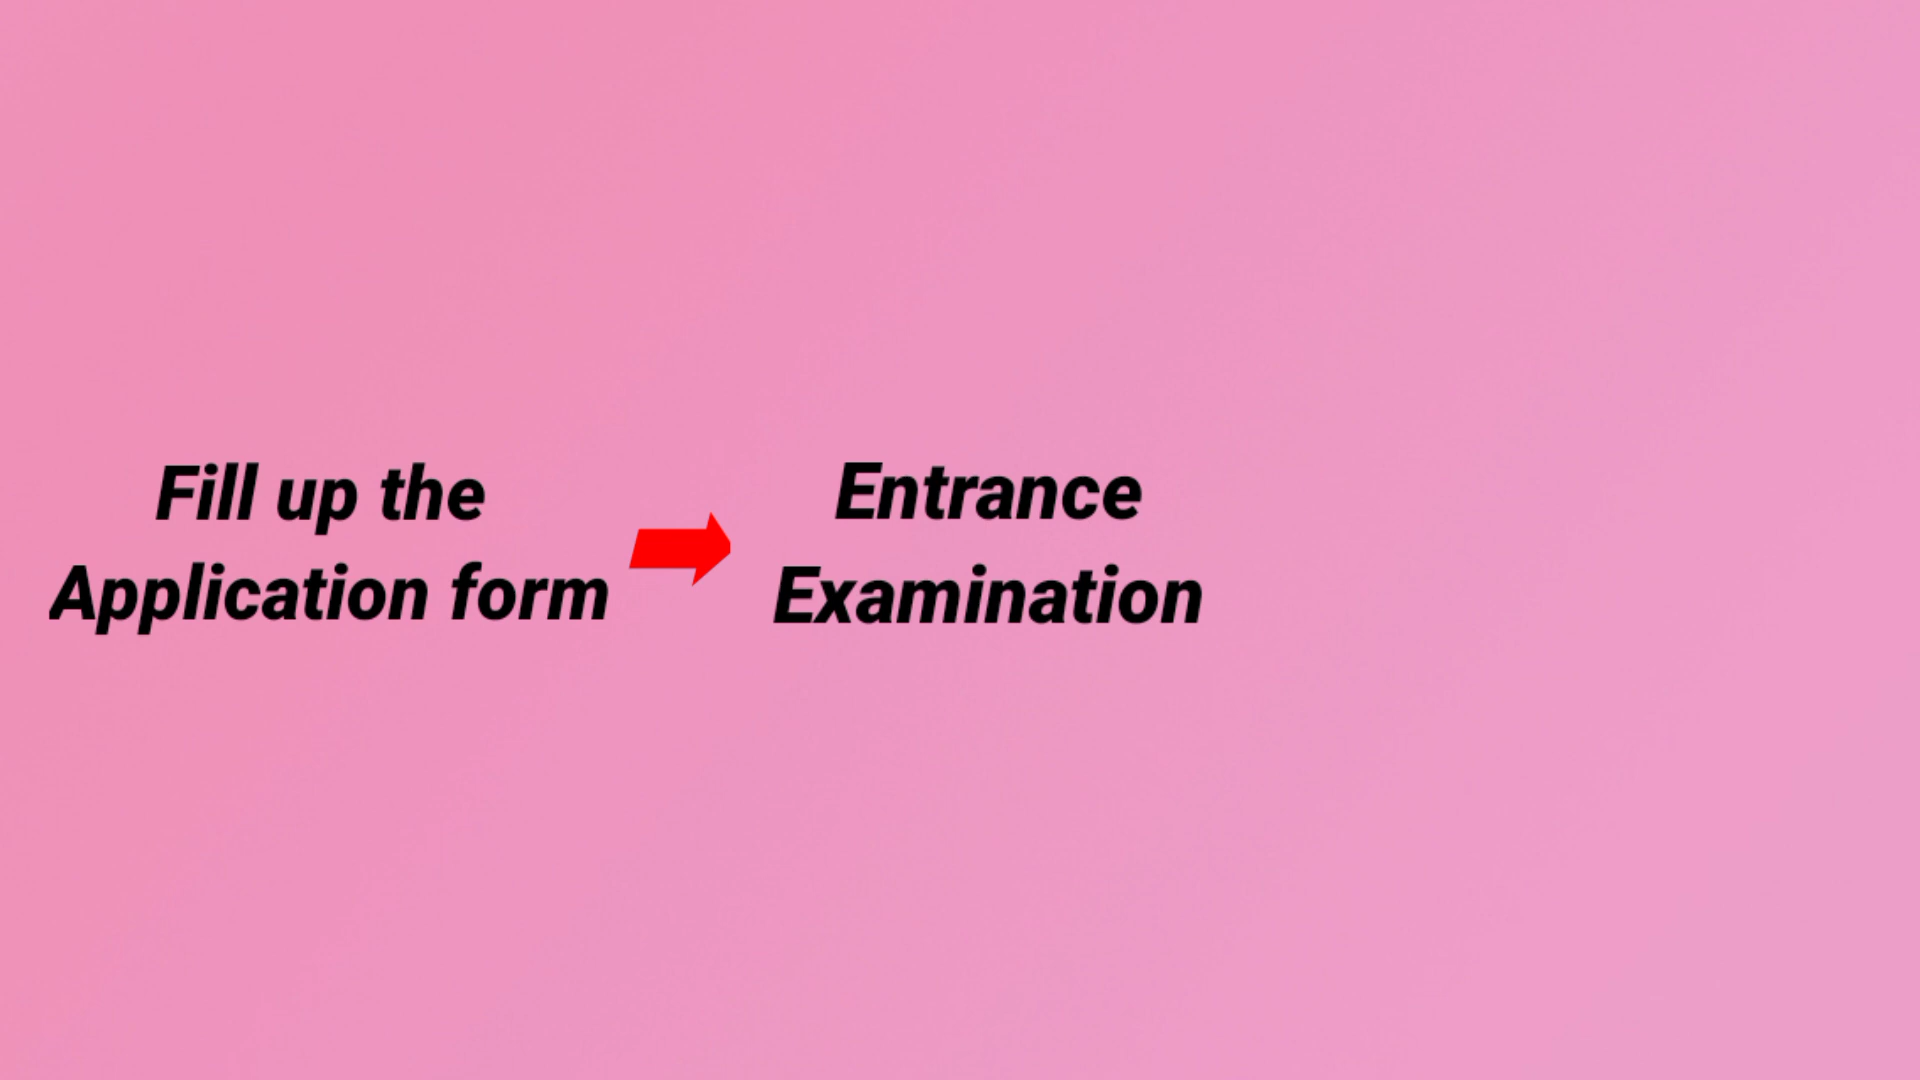 Fill up the
Application form
Entrance
Examination